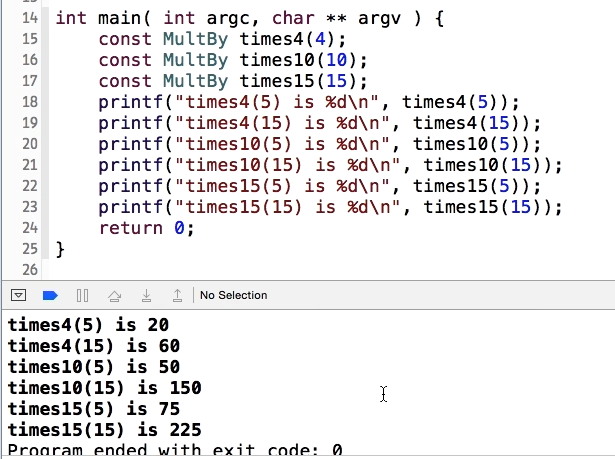 14 int main( int argc, char ** argv ) {
15     const MultBy times4(4);
16     const MultBy times10(10);
17     const MultBy times15(15);
18     printf("times4(5) is %d\n", times4(5));
19     printf("times4(15) is %d\n", times4(15));
20     printf("times10(5) is %d\n", times10(5));
21     printf("times10(15) is %d\n", times10(15));
22     printf("times15(5) is %d\n", times15(5));
23     printf("times15(15) is %d\n", times15(15));
24     return 0;
25 }
26
No Selection
times4(5) is 20
times4(15) is 60
times10(5) is 50
times10(15) is 150
times15(5) is 75
times15(15) is 225
Program ended with exit code: 0